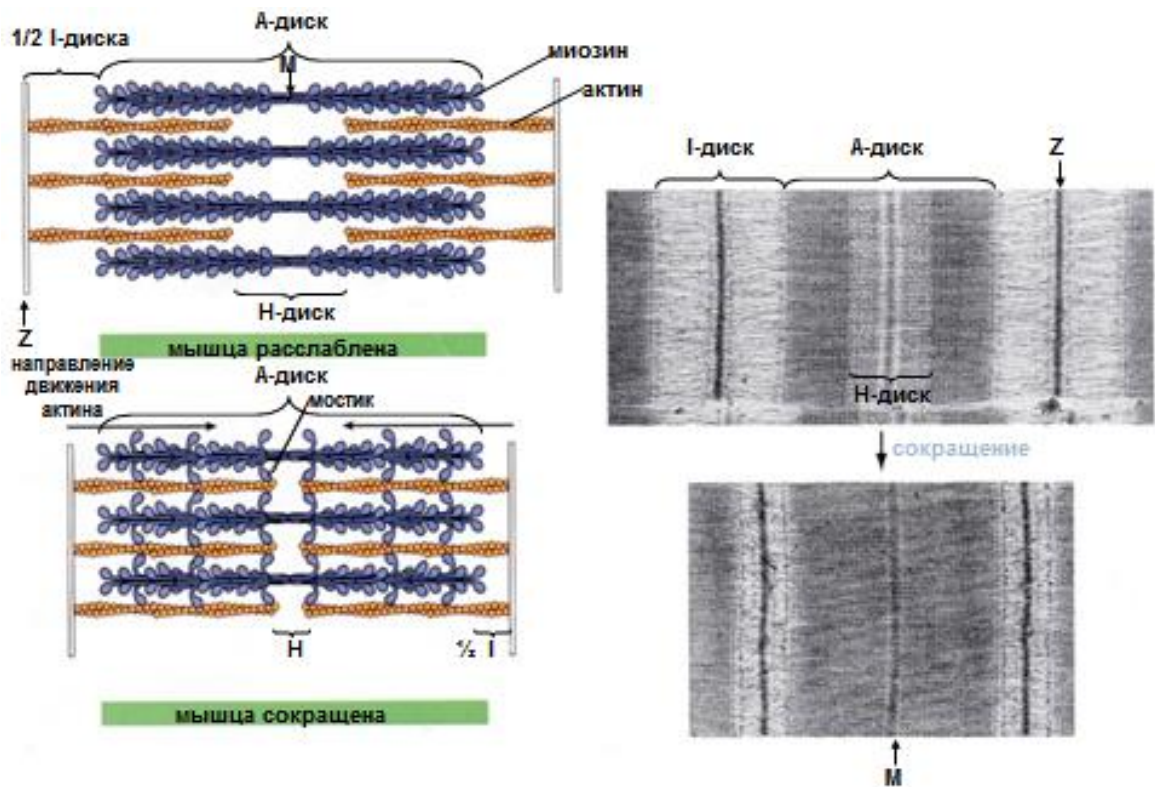 А-диск
1/2 I-диска
М
миозин
актин
Н-диск
Z
мышца расслаблена
направление
движения
актина
А-диск
мостик
Н
½ I
мышца сокращена
I-диск
А-диск
Z
Н-диск
сокращение
М